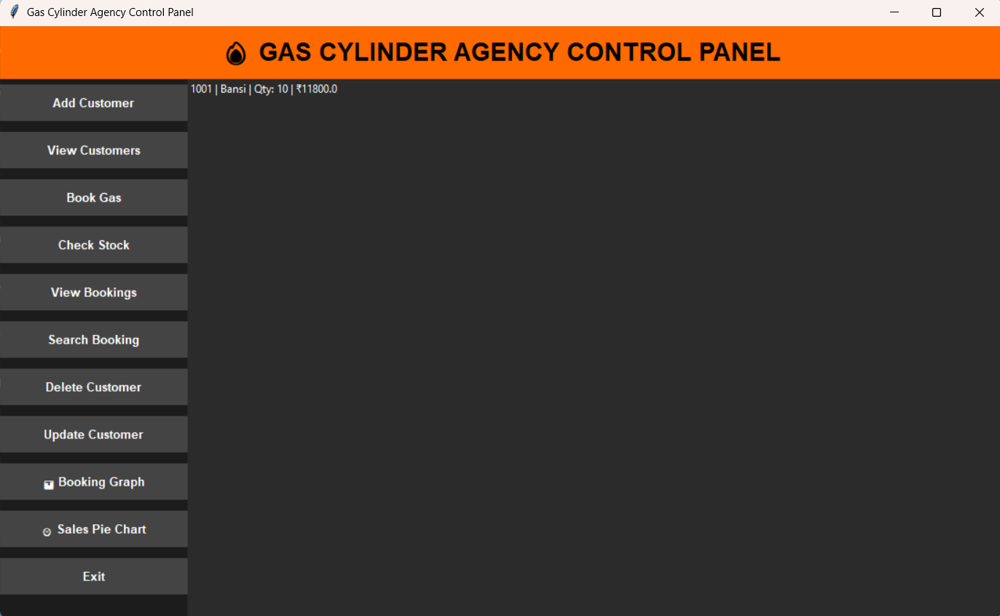 Gas Cylinder Agency Control Panel
GAS CYLINDER AGENCY CONTROL PANEL
Add Customer
View Customers
Book Gas
Check Stock
View Bookings
Search Booking
Delete Customer
Update Customer
Booking Graph
Sales Pie Chart
Exit
1001 | Bansi | Qty: 10 | ₹11800.0